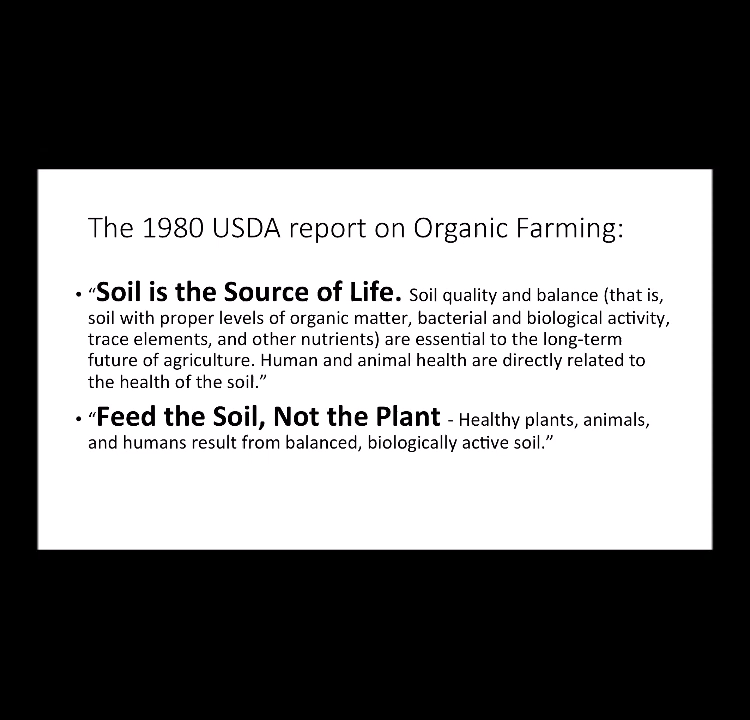 The 1980 USDA report on Organic Farming:
• “Soil is the Source of Life. Soil quality and balance (that is,
soil with proper levels of organic matter, bacterial and biological activity,
trace elements, and other nutrients) are essential to the long-term
future of agriculture. Human and animal health are directly related to
the health of the soil.”
• “Feed the Soil, Not the Plant - Healthy plants, animals,
and humans result from balanced, biologically active soil.”